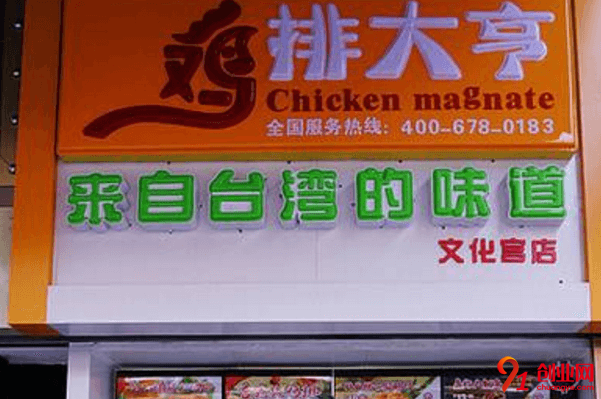 鸡排大亨
Chicken magnate
全国服务热线: 400-678-0183
来自台湾的味道
文化宫店
91创业网